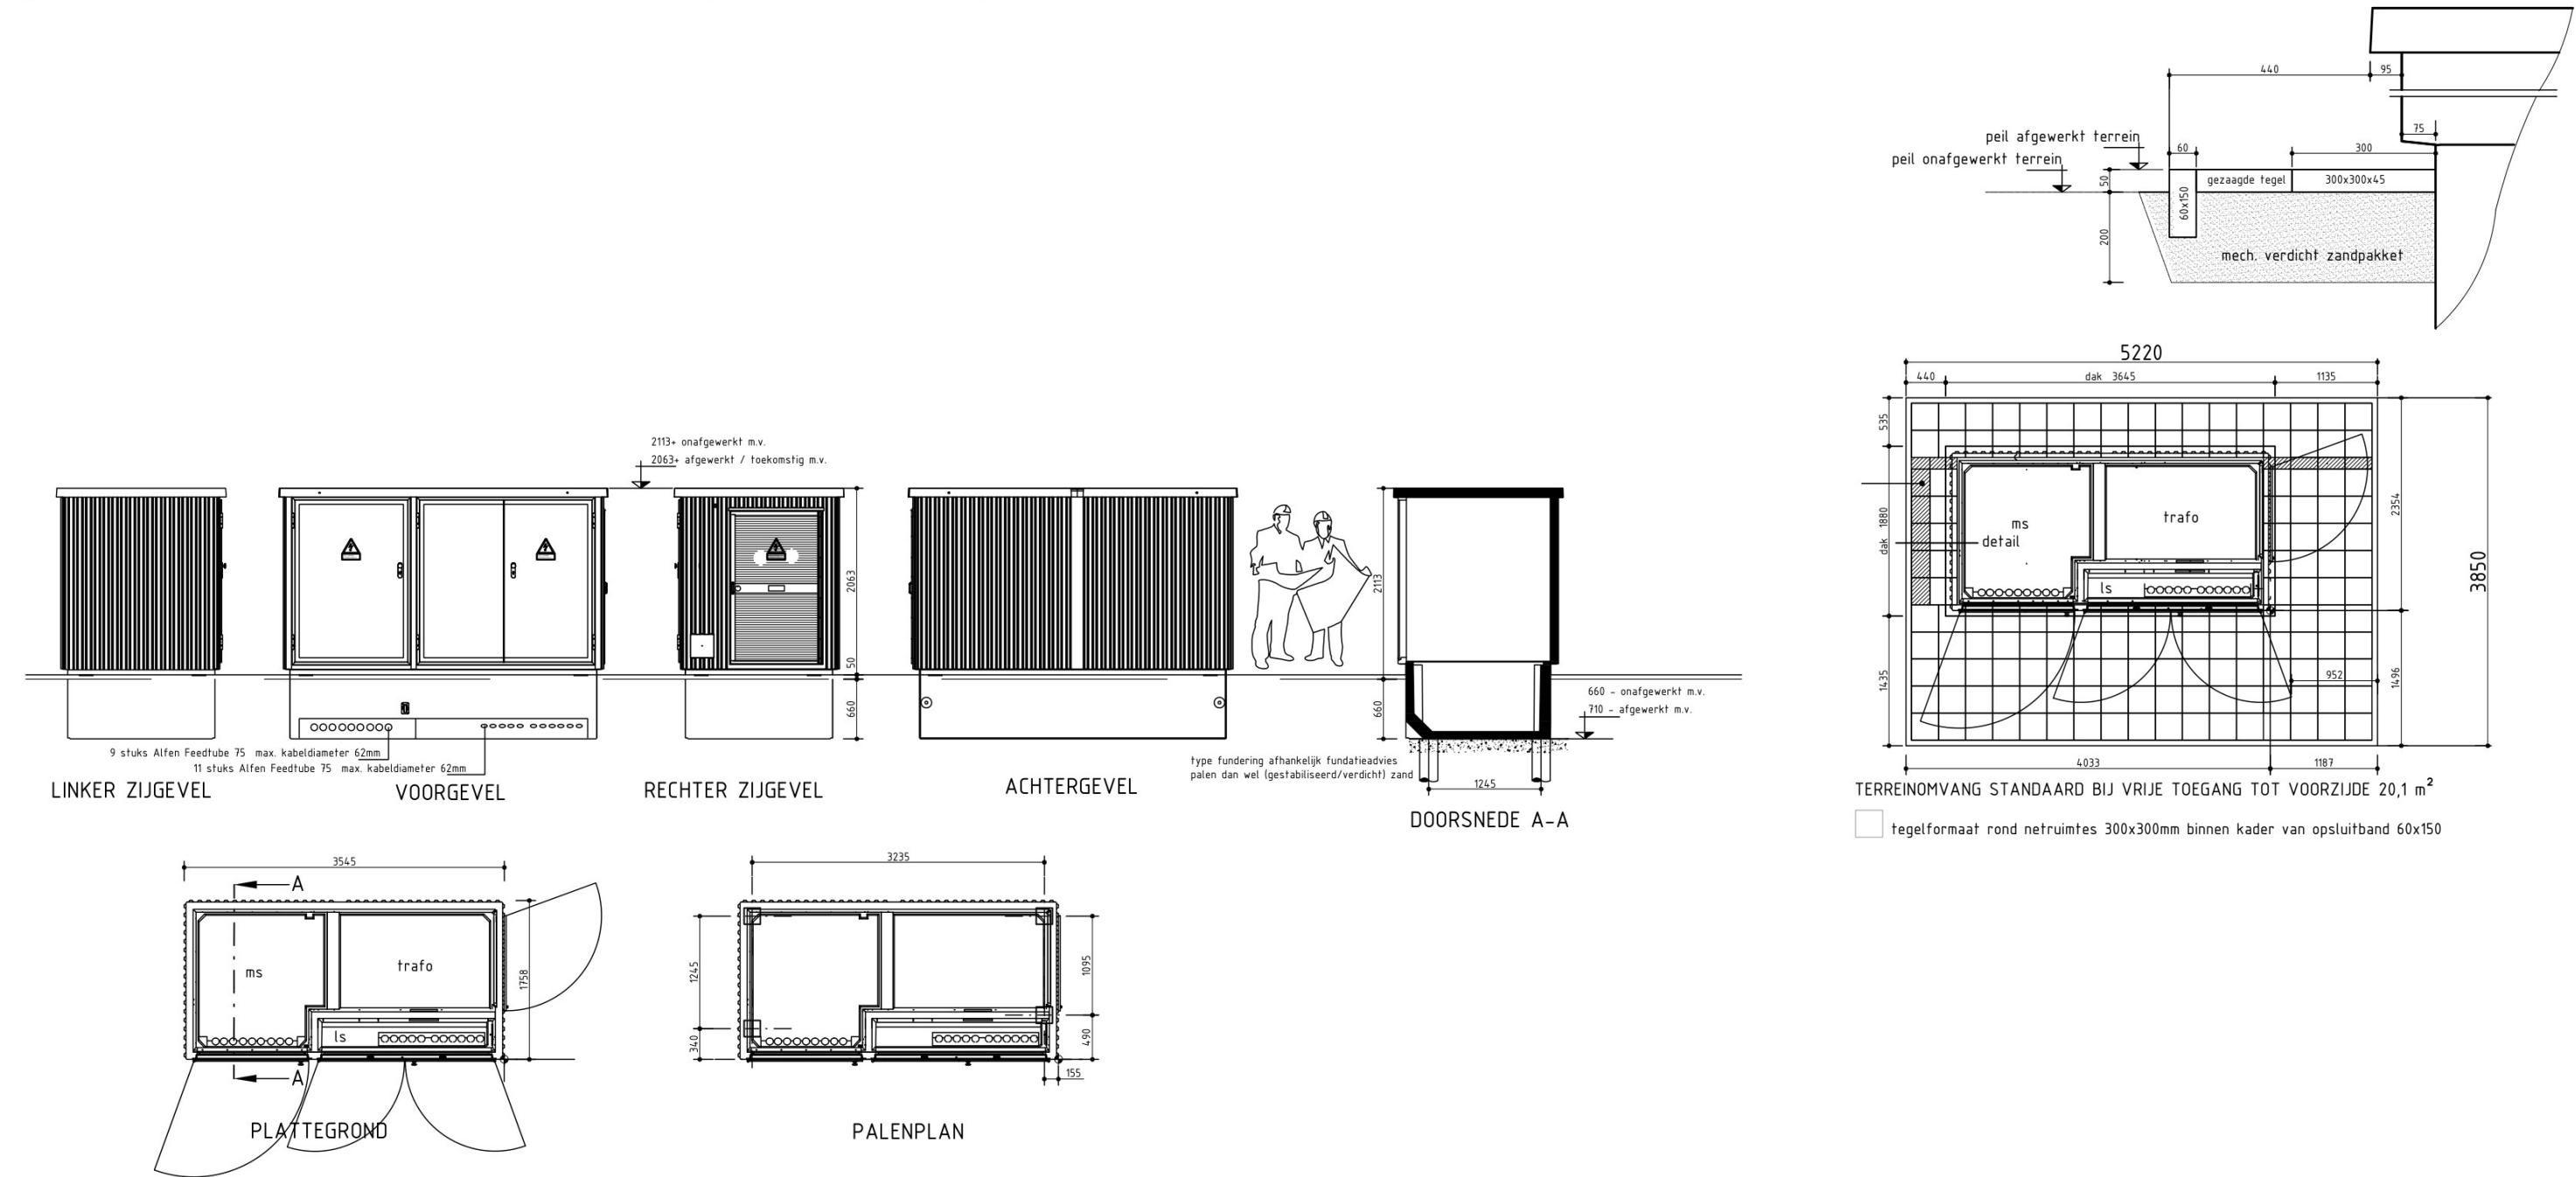 440
95
75
peil afgewerkt terrein
60
300
peil onafgewerkt terrein
50
gezaagde tegel
300x300x45
60x150
200
mech. verdicht zandpakket
5220
440
dak 3645
1135
535
dak 1880
1435
ms
trafo
detail
ls
2354
3850
952
1496
4033
1187
TERREINOMVANG STANDAARD BIJ VRIJE TOEGANG TOT VOORZIJDE 20,1 m²
tegelformaat rond netruimtes 300x300mm binnen kader van opsluitband 60x150
2113+ onafgewerkt m.v.
2063+ afgewerkt / toekomstig m.v.
2063
50
660
2113
660
660 - onafgewerkt m.v.
710 - afgewerkt m.v.
9 stuks Alfen Feedtube 75 max. kabeldiameter 62mm
11 stuks Alfen Feedtube 75 max. kabeldiameter 62mm
type fundering afhankelijk fundatieadvies
palen dan wel (gestabiliseerd/verdicht) zand
1245
LINKER ZIJGEVEL
VOORGEVEL
RECHTER ZIJGEVEL
ACHTERGEVEL
DOORSNEDE A-A
3545
A
ms
trafo
1758
ls
A
PLATTEGROND
3235
1245
340
1095
490
155
PALENPLAN